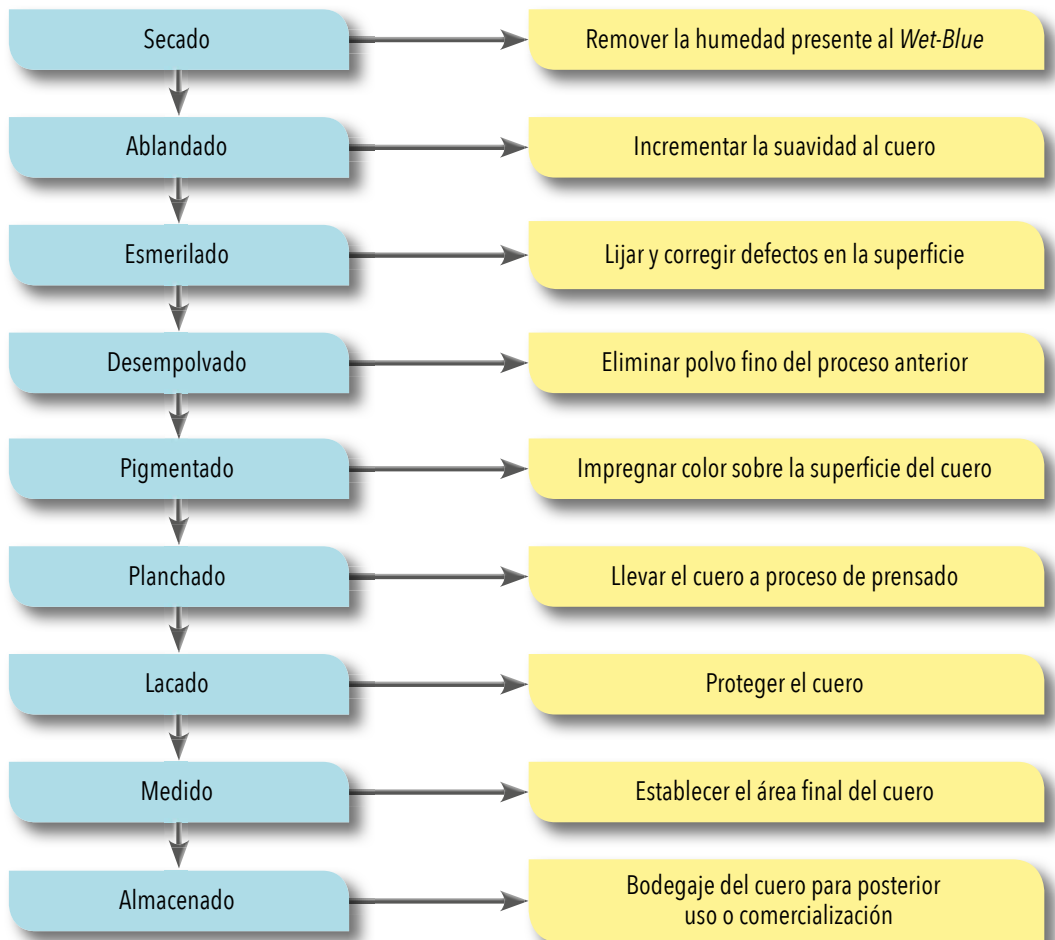 Secado
Remover la humedad presente al Wet-Blue
Ablandado
Incrementar la suavidad al cuero
Esmerilado
Lijar y corregir defectos en la superficie
Desempolvado
Eliminar polvo fino del proceso anterior
Pigmentado
Impregnar color sobre la superficie del cuero
Planchado
Llevar el cuero a proceso de prensado
Lacado
Proteger el cuero
Medido
Establecer el área final del cuero
Almacenado
Bodegaje del cuero para posterior
uso o comercialización